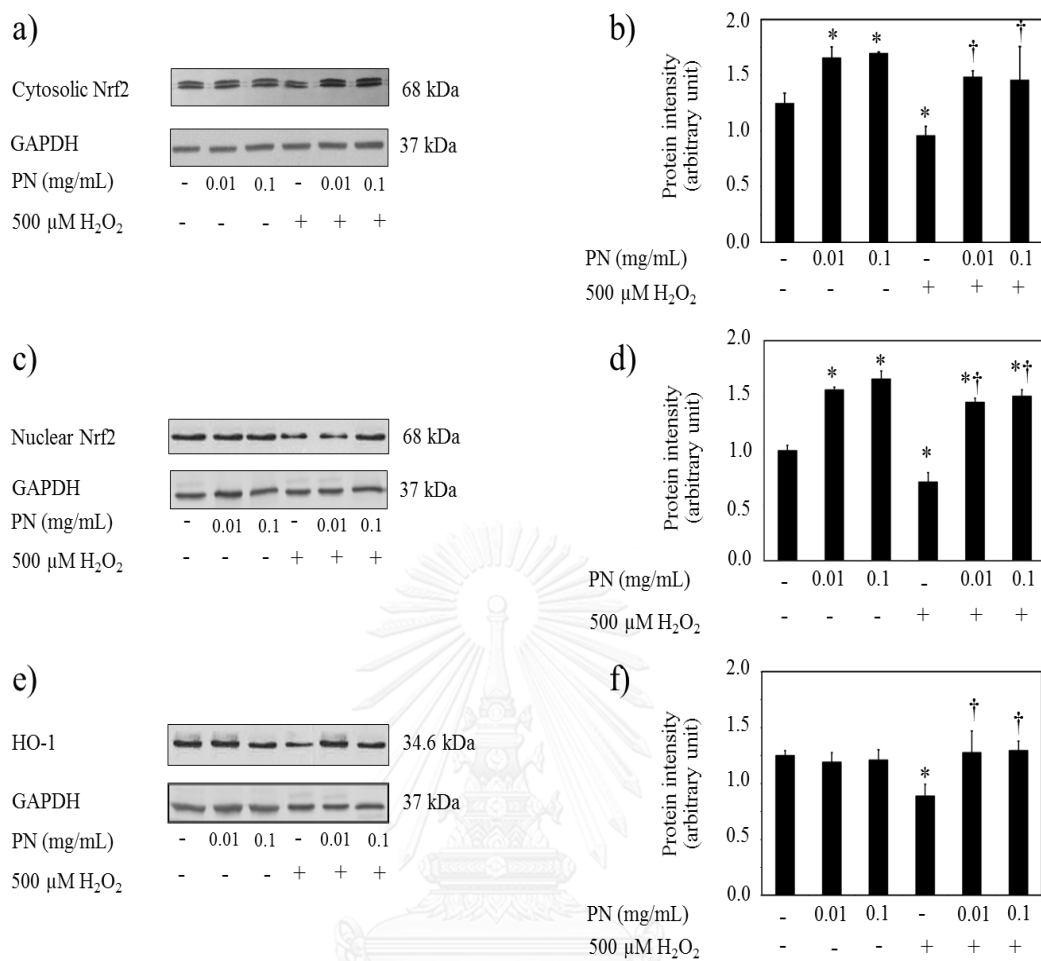 a)
Cytosolic Nrf2
68 kDa
GAPDH
37 kDa
PN (mg/mL) - 0.01 0.1 - 0.01 0.1
500 µM H₂O₂ - - - + + +
b)
Protein intensity
(arbitrary unit)
2.0
1.5
1.0
0.5
0.0
* * * † †
PN (mg/mL) - 0.01 0.1 - 0.01 0.1
500 µM H₂O₂ - - - + + +
c)
Nuclear Nrf2
68 kDa
GAPDH
37 kDa
PN (mg/mL) - 0.01 0.1 - 0.01 0.1
500 µM H₂O₂ - - - + + +
d)
Protein intensity
(arbitrary unit)
2.0
1.5
1.0
0.5
0.0
* * * *† *†
PN (mg/mL) - 0.01 0.1 - 0.01 0.1
500 µM H₂O₂ - - - + + +
e)
HO-1
34.6 kDa
GAPDH
37 kDa
PN (mg/mL) - 0.01 0.1 - 0.01 0.1
500 µM H₂O₂ - - - + + +
f)
Protein intensity
(arbitrary unit)
2.0
1.5
1.0
0.5
0.0
* † †
PN (mg/mL) - 0.01 0.1 - 0.01 0.1
500 µM H₂O₂ - - - + + +